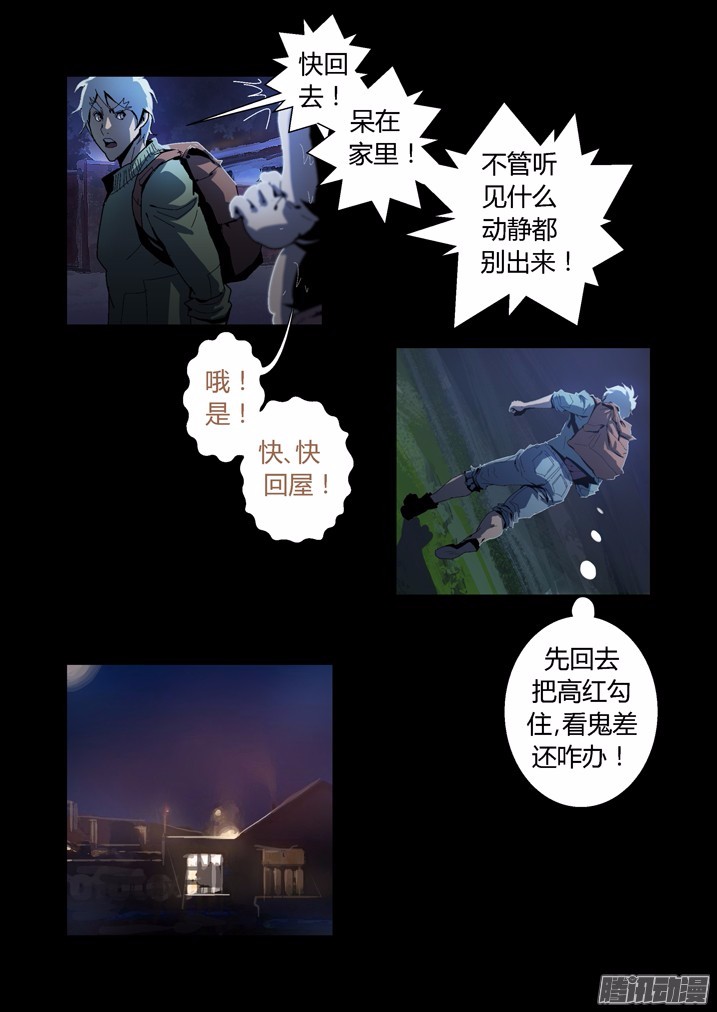 快回
去！
呆在
家里！
不管听
见什么
动静都
别出来！
哦！
是！
快、快
回屋！
先回去
把高红勾
住,看鬼差
还咋办！
腾讯动漫